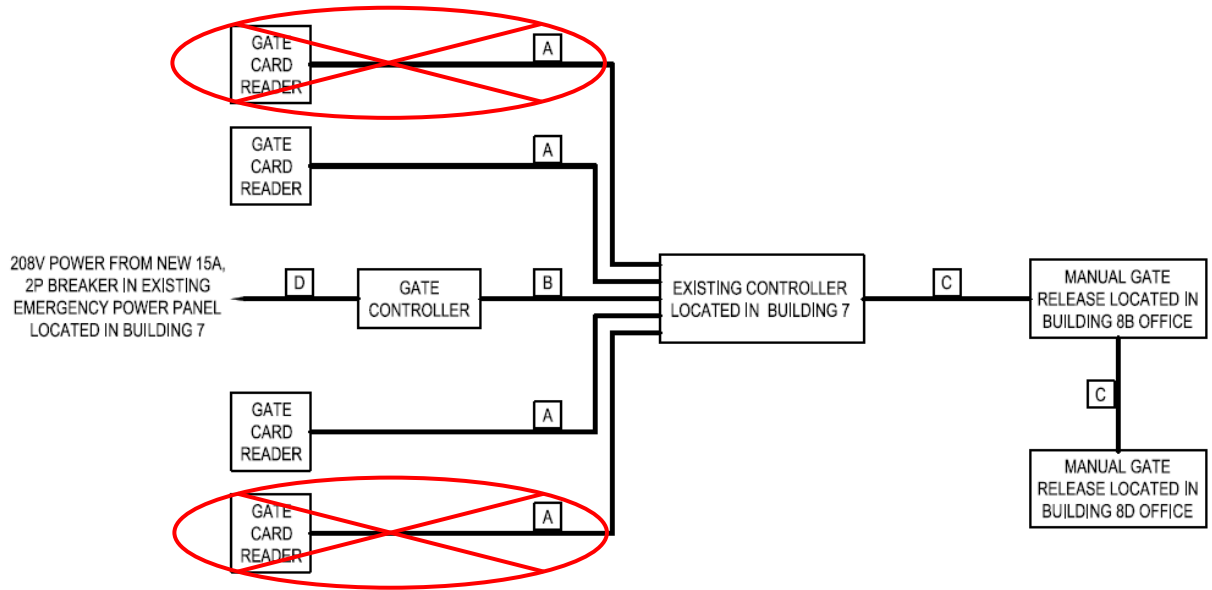 GATE
CARD
READER
A
GATE
CARD
READER
A
208V POWER FROM NEW 15A,
2P BREAKER IN EXISTING
EMERGENCY POWER PANEL
LOCATED IN BUILDING 7
D
GATE
CONTROLLER
B
EXISTING CONTROLLER
LOCATED IN BUILDING 7
C
MANUAL GATE
RELEASE LOCATED IN
BUILDING 8B OFFICE
C
GATE
CARD
READER
A
MANUAL GATE
RELEASE LOCATED IN
BUILDING 8D OFFICE
GATE
CARD
READER
A